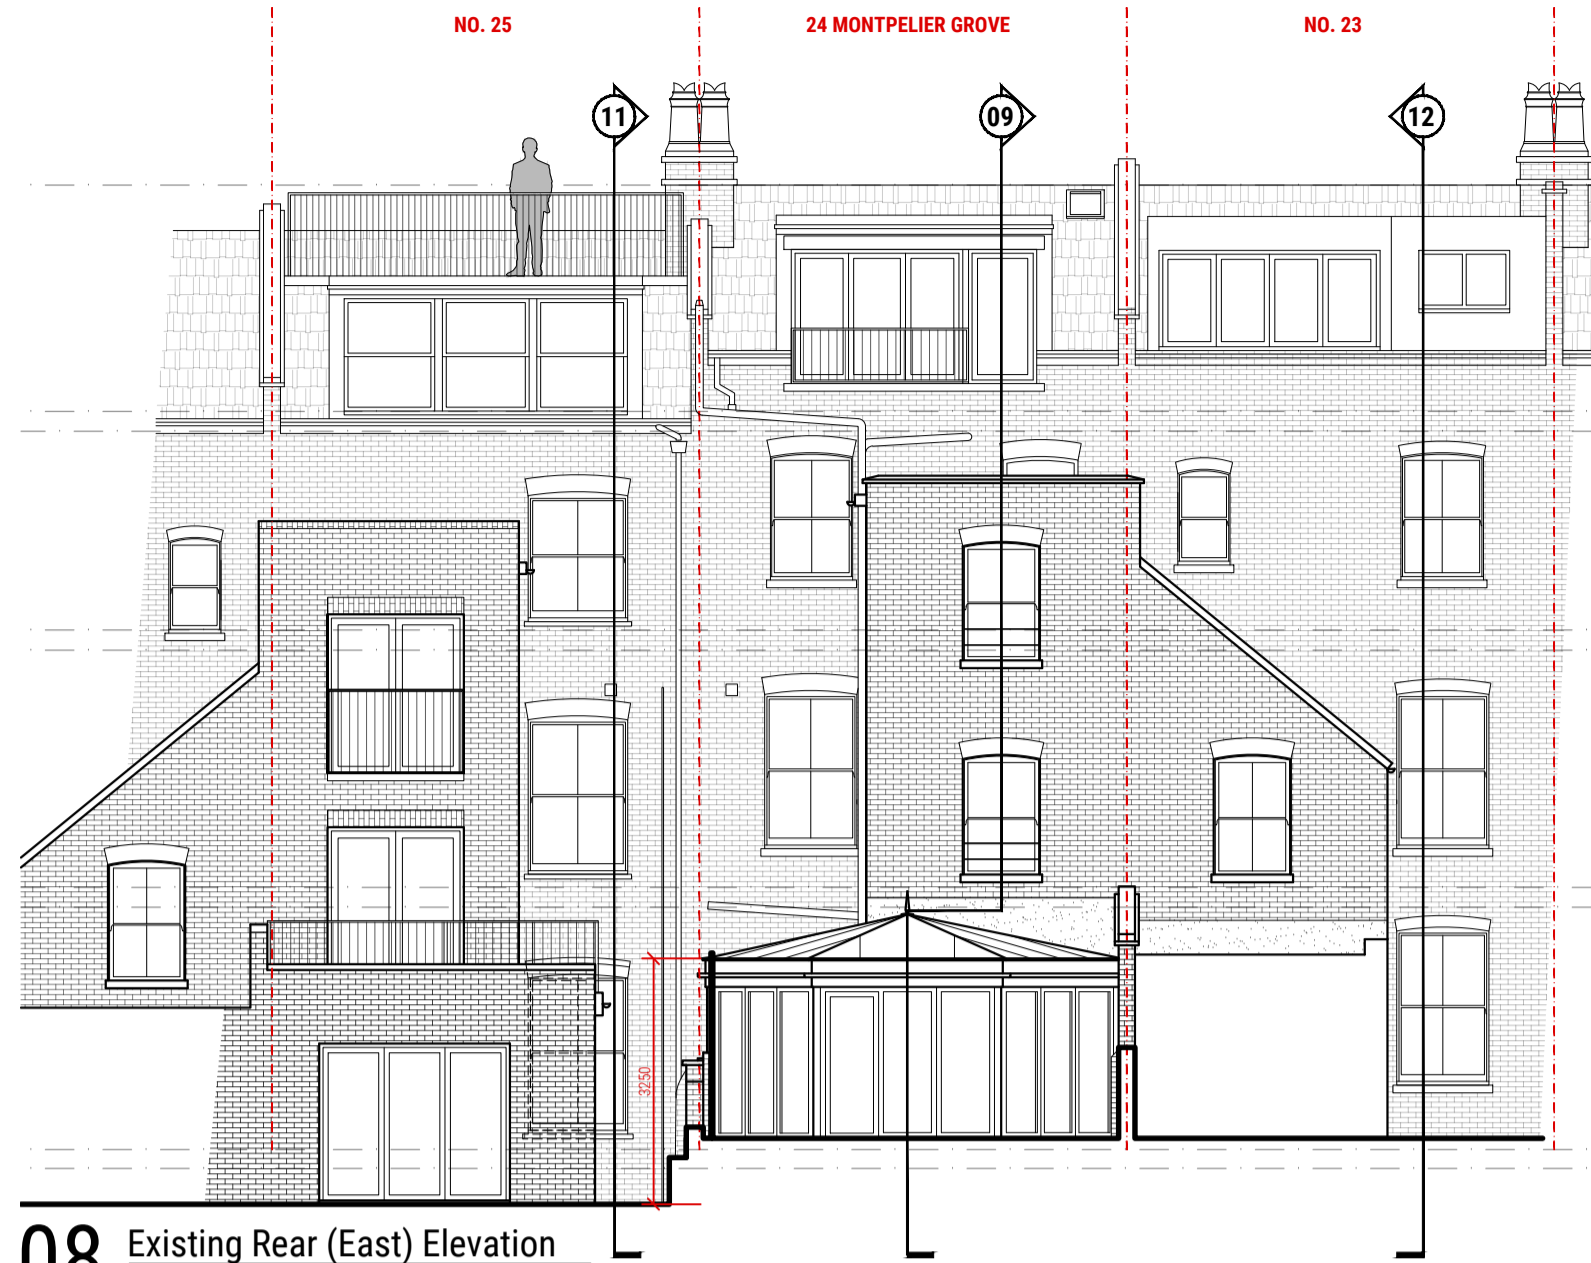 NO. 25
24 MONTPELIER GROVE
NO. 23
11
09
12
3250
08 Existing Rear (East) Elevation